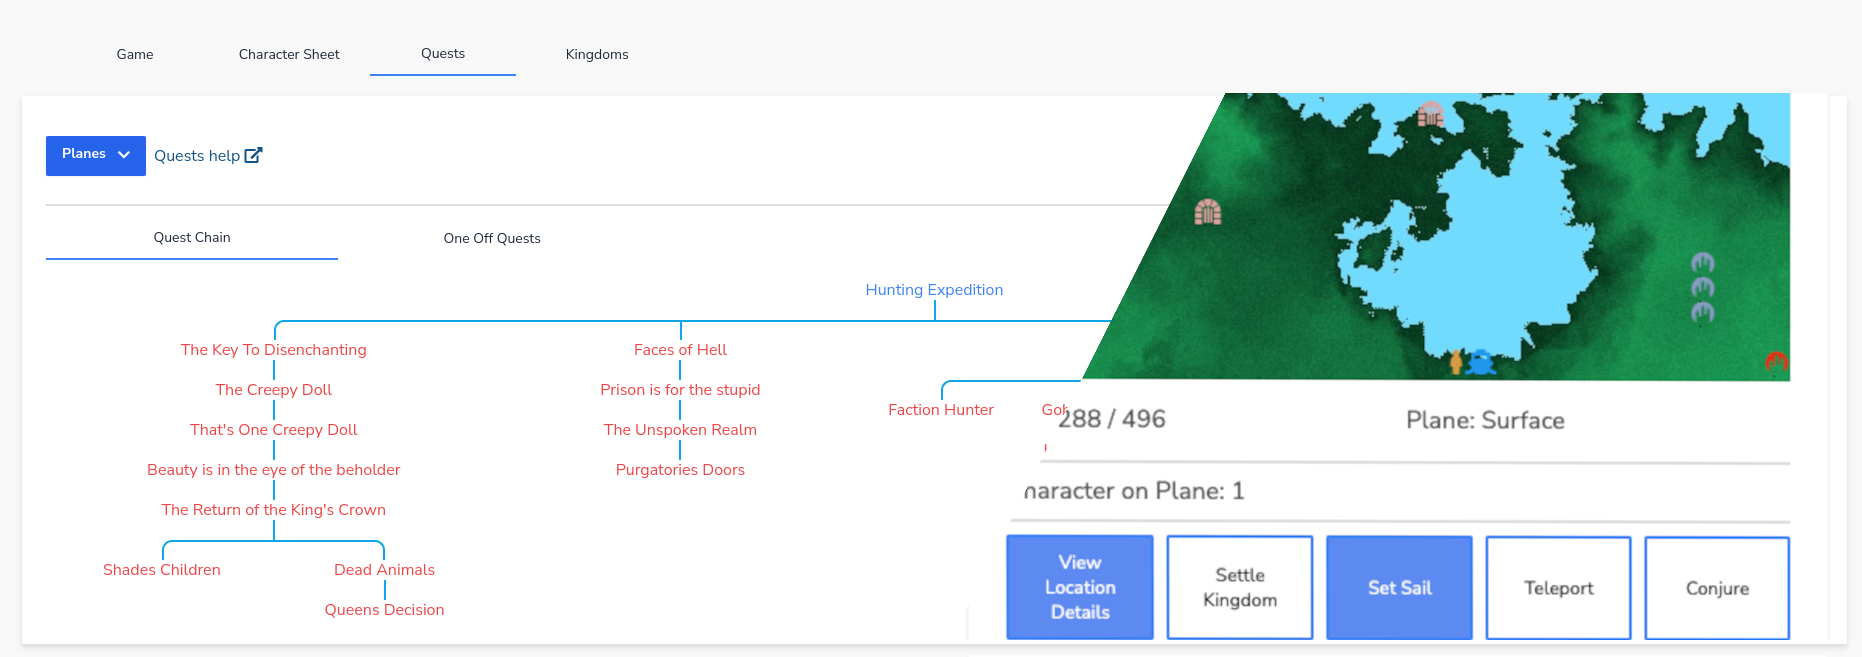 Game
Character Sheet
Quests
Kingdoms
Planes
Quests help
Quest Chain
One Off Quests
Hunting Expedition
The Key To Disenchanting
Faces of Hell
The Creepy Doll
Prison is for the stupid
That's One Creepy Doll
The Unspoken Realm
Faction Hunter
288 / 496
Plane: Surface
Beauty is in the eye of the beholder
Purgatories Doors
on Plane: 1
The Return of the King's Crown
Shades Children
Dead Animals
Queens Decision
View
Location
Details
Settle
Kingdom
Set Sail
Teleport
Conjure